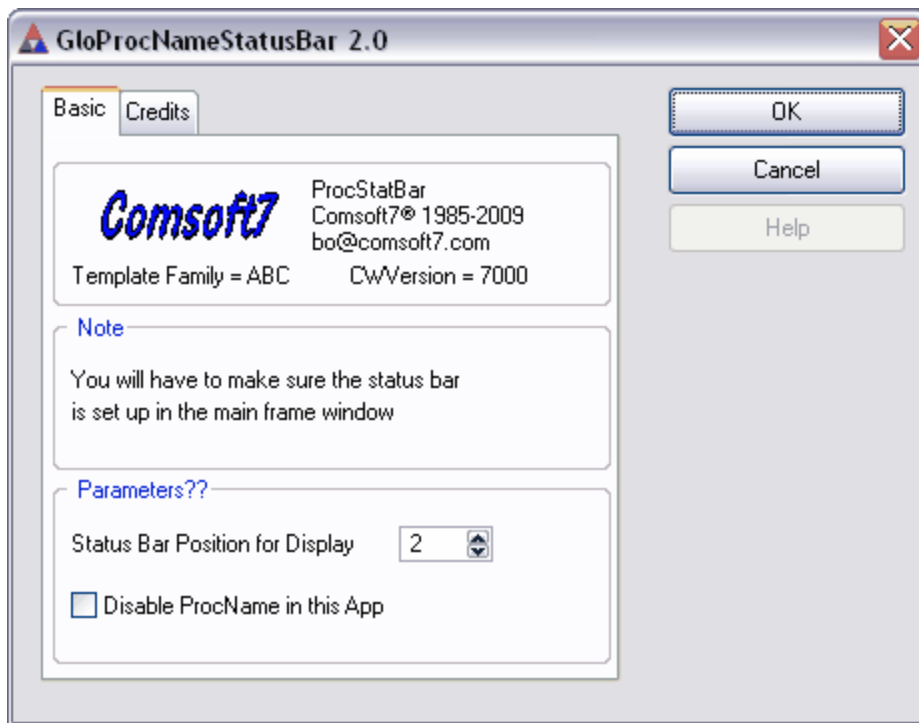 GloProcNameStatusBar 2.0
Basic
Credits
OK
Cancel
Help
Comsoft7
ProcStatBar
Comsoft7® 1985-2009
bo@comsoft7.com
Template Family = ABC
CWVersion = 7000
Note
You will have to make sure the status bar
is set up in the main frame window
Parameters??
Status Bar Position for Display
2
Disable ProcName in this App